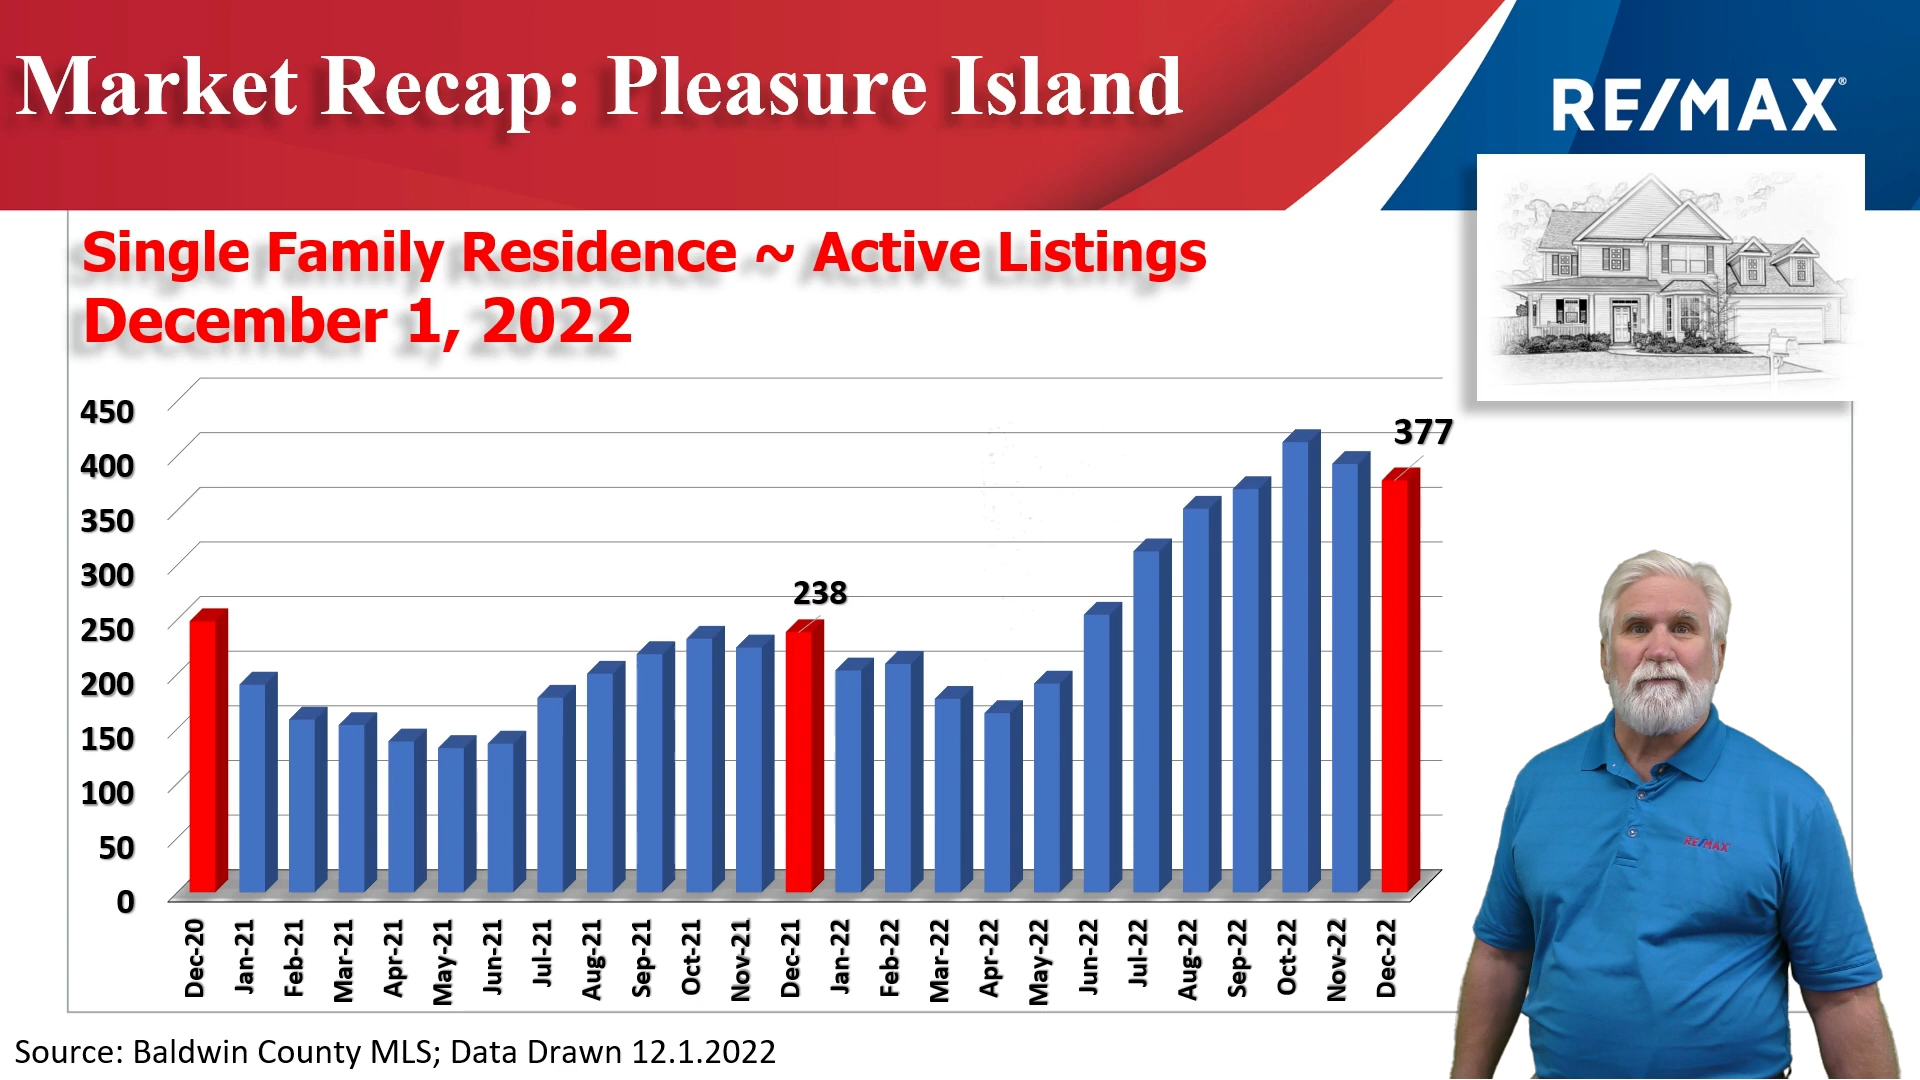 Market Recap: Pleasure Island
RE/MAX®
Single Family Residence ~ Active Listings
December 1, 2022
450
400
350
300
250
200
150
100
50
0
238
377
Dec-20
Jan-21
Feb-21
Mar-21
Apr-21
May-21
Jun-21
Jul-21
Aug-21
Sep-21
Oct-21
Nov-21
Dec-21
Jan-22
Feb-22
Mar-22
Apr-22
May-22
Jun-22
Jul-22
Aug-22
Sep-22
Oct-22
Nov-22
Dec-22
RE/MAX
Source: Baldwin County MLS; Data Drawn 12.1.2022